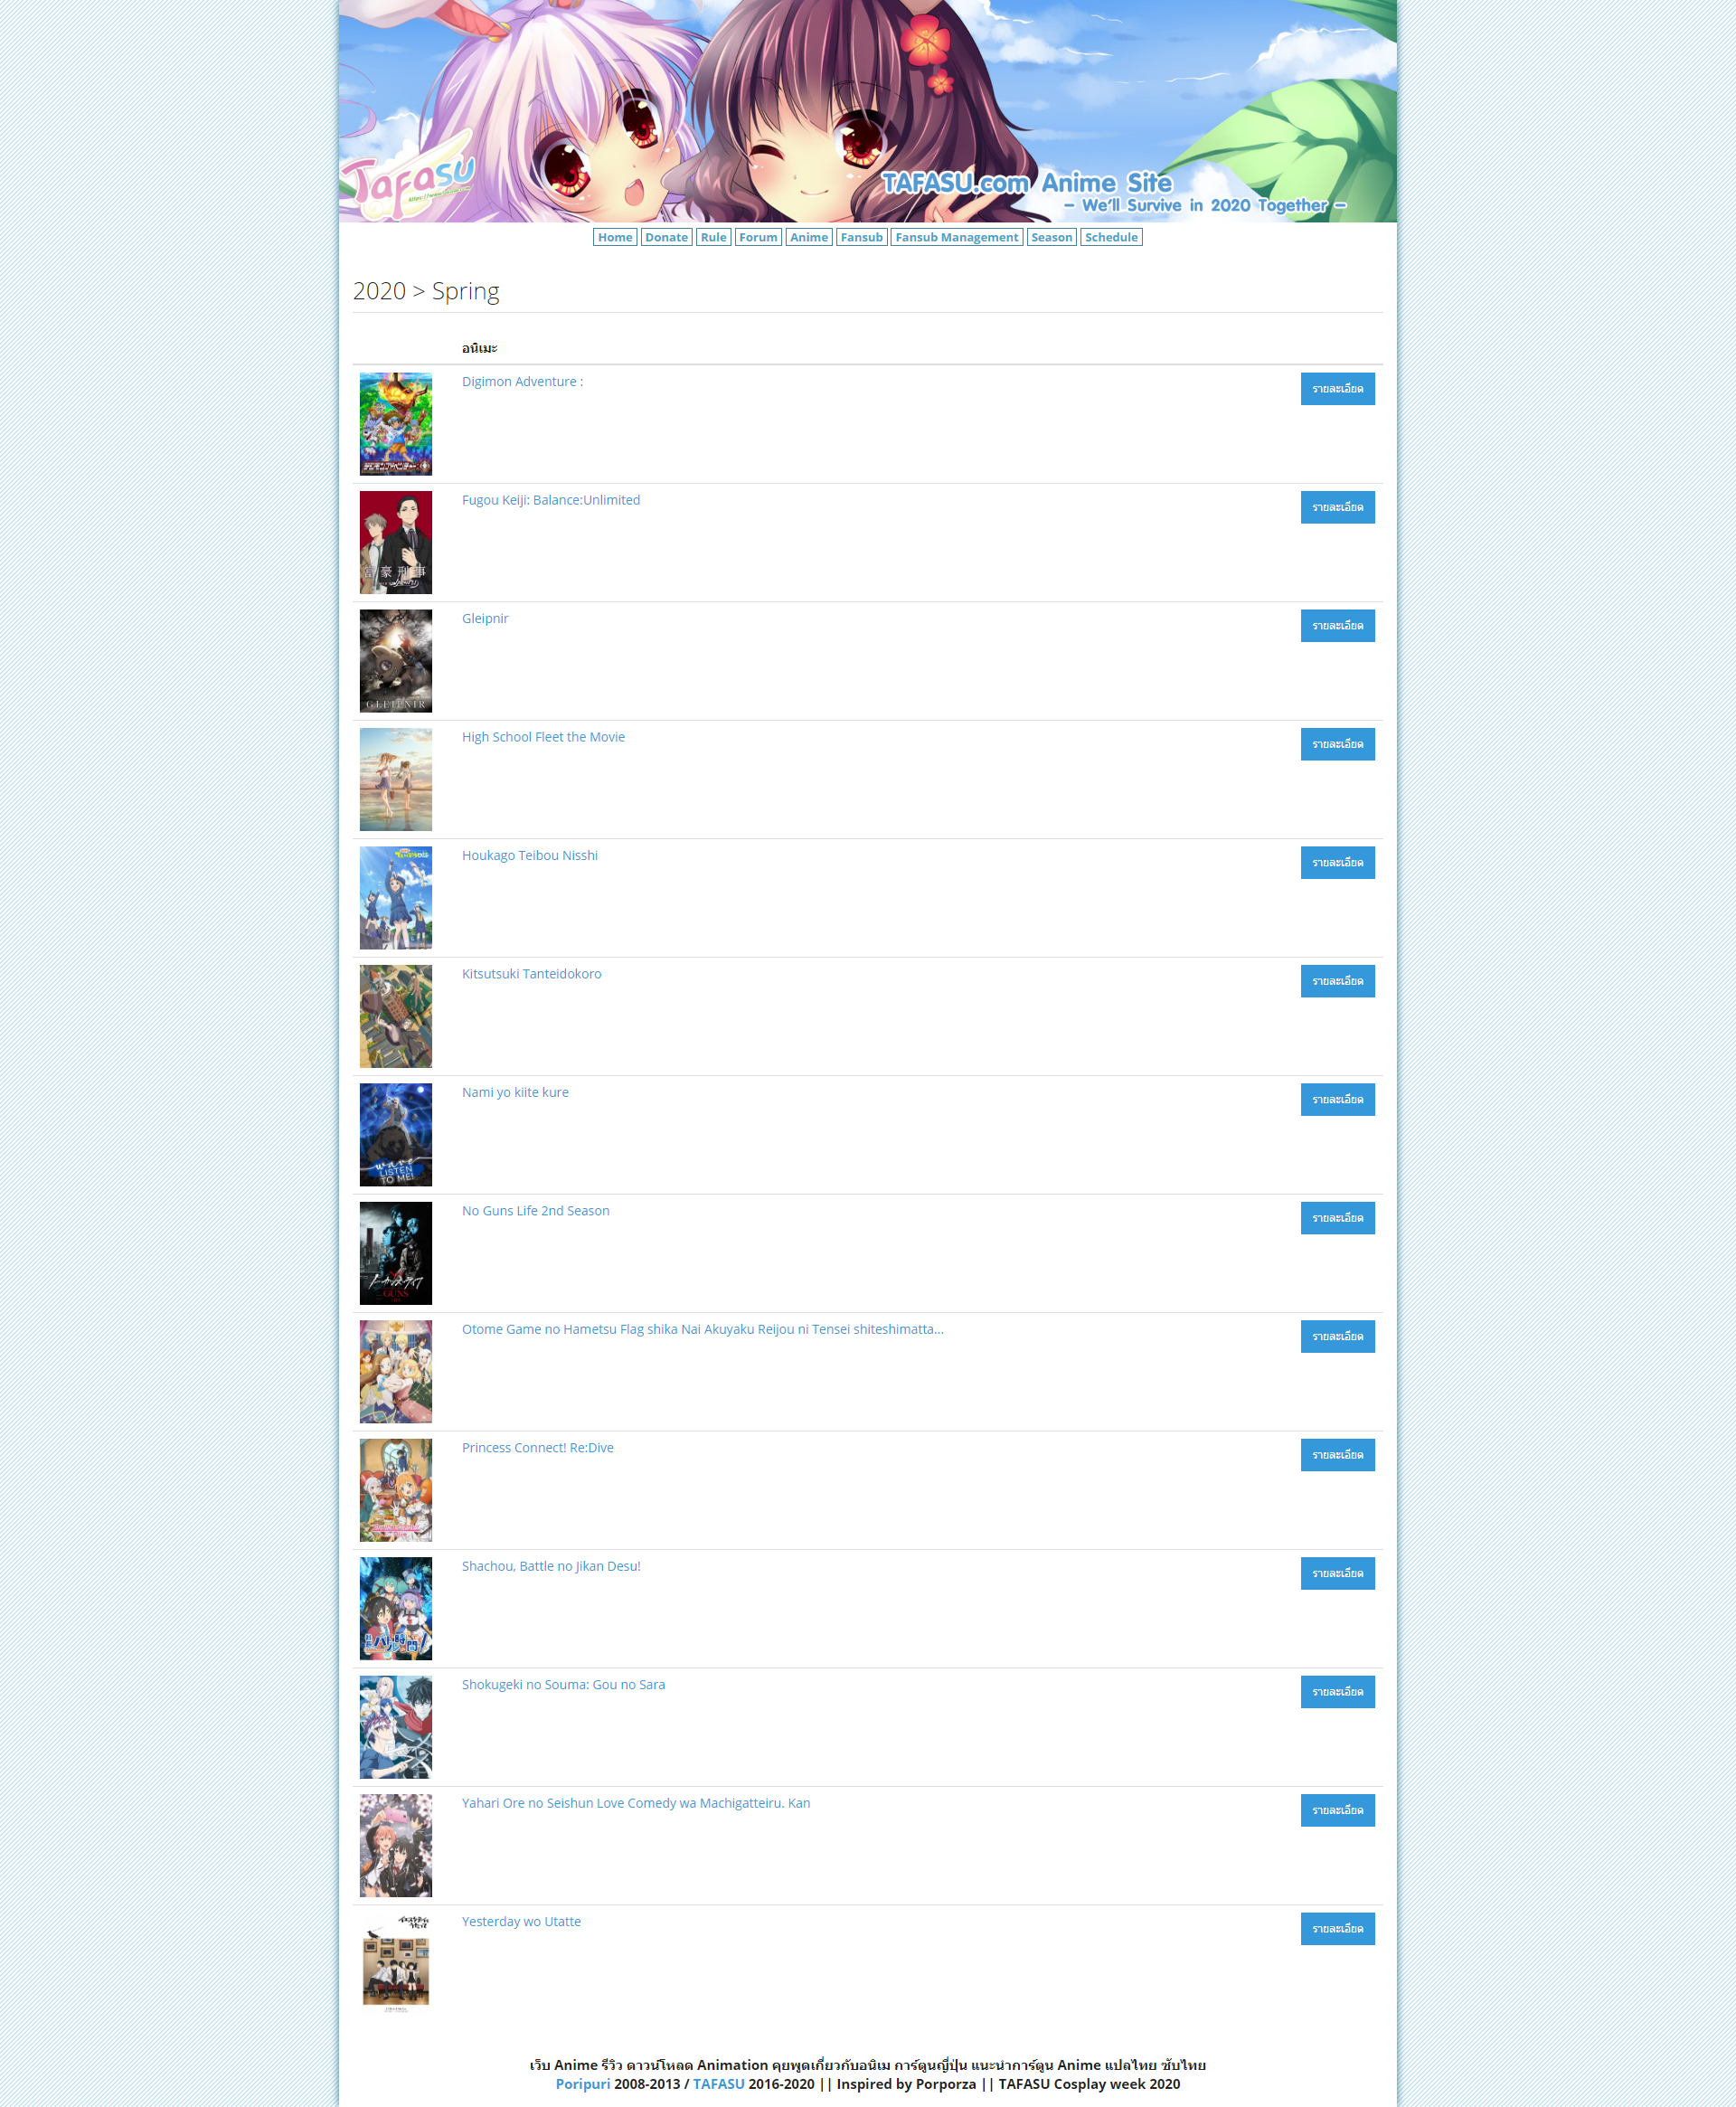 Tafasu
TAFASU.com Anime Site
- We'll Survive in 2020 Together -
Home Donate Rule Forum Anime Fansub Fansub Management Season Schedule
2020 > Spring
อนิเมะ
Digimon Adventure :
รายละเอียด
Fugou Keiji: Balance:Unlimited
รายละเอียด
富豪刑事
Gleipnir
รายละเอียด
GLEIPNIR
High School Fleet the Movie
รายละเอียด
Houkago Teibou Nisshi
รายละเอียด
Kitsutsuki Tanteidokoro
รายละเอียด
Nami yo kiite kure
รายละเอียด
wave
LISTEN
TO ME!
No Guns Life 2nd Season
รายละเอียด
GUNS
Otome Game no Hametsu Flag shika Nai Akuyaku Reijou ni Tensei shiteshimatta...
รายละเอียด
Princess Connect! Re:Dive
รายละเอียด
Shachou, Battle no Jikan Desu!
รายละเอียด
Shokugeki no Souma: Gou no Sara
รายละเอียด
Yahari Ore no Seishun Love Comedy wa Machigatteiru. Kan
รายละเอียด
Yesterday wo Utatte
รายละเอียด
เว็บ Anime รีวิว ดาวน์โหลด Animation คุยพูดเกี่ยวกับอนิเม การ์ตูนญี่ปุ่น แนะนำการ์ตูน Anime แปลไทย ซับไทย
Poripuri 2008-2013 / TAFASU 2016-2020 || Inspired by Porporza || TAFASU Cosplay week 2020